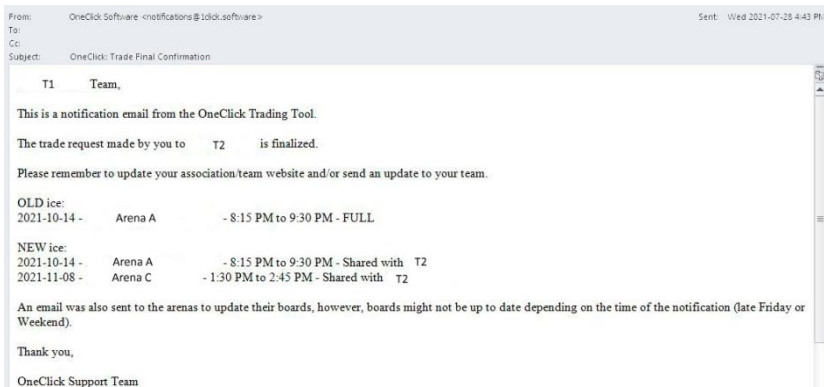 From: OneClick Software <notifications@1click.software> Sent: Wed 2021-07-28 4:43 PM
To:
Cc:
Subject: OneClick: Trade Final Confirmation
T1 Team,
This is a notification email from the OneClick Trading Tool.
The trade request made by you to T2 is finalized.
Please remember to update your association/team website and/or send an update to your team.
OLD ice:
2021-10-14 - Arena A - 8:15 PM to 9:30 PM - FULL
NEW ice:
2021-10-14 - Arena A - 8:15 PM to 9:30 PM - Shared with T2
2021-11-08 - Arena C - 1:30 PM to 2:45 PM - Shared with T2
An email was also sent to the arenas to update their boards, however, boards might not be up to date depending on the time of the notification (late Friday or
Weekend).
Thank you,
OneClick Support Team